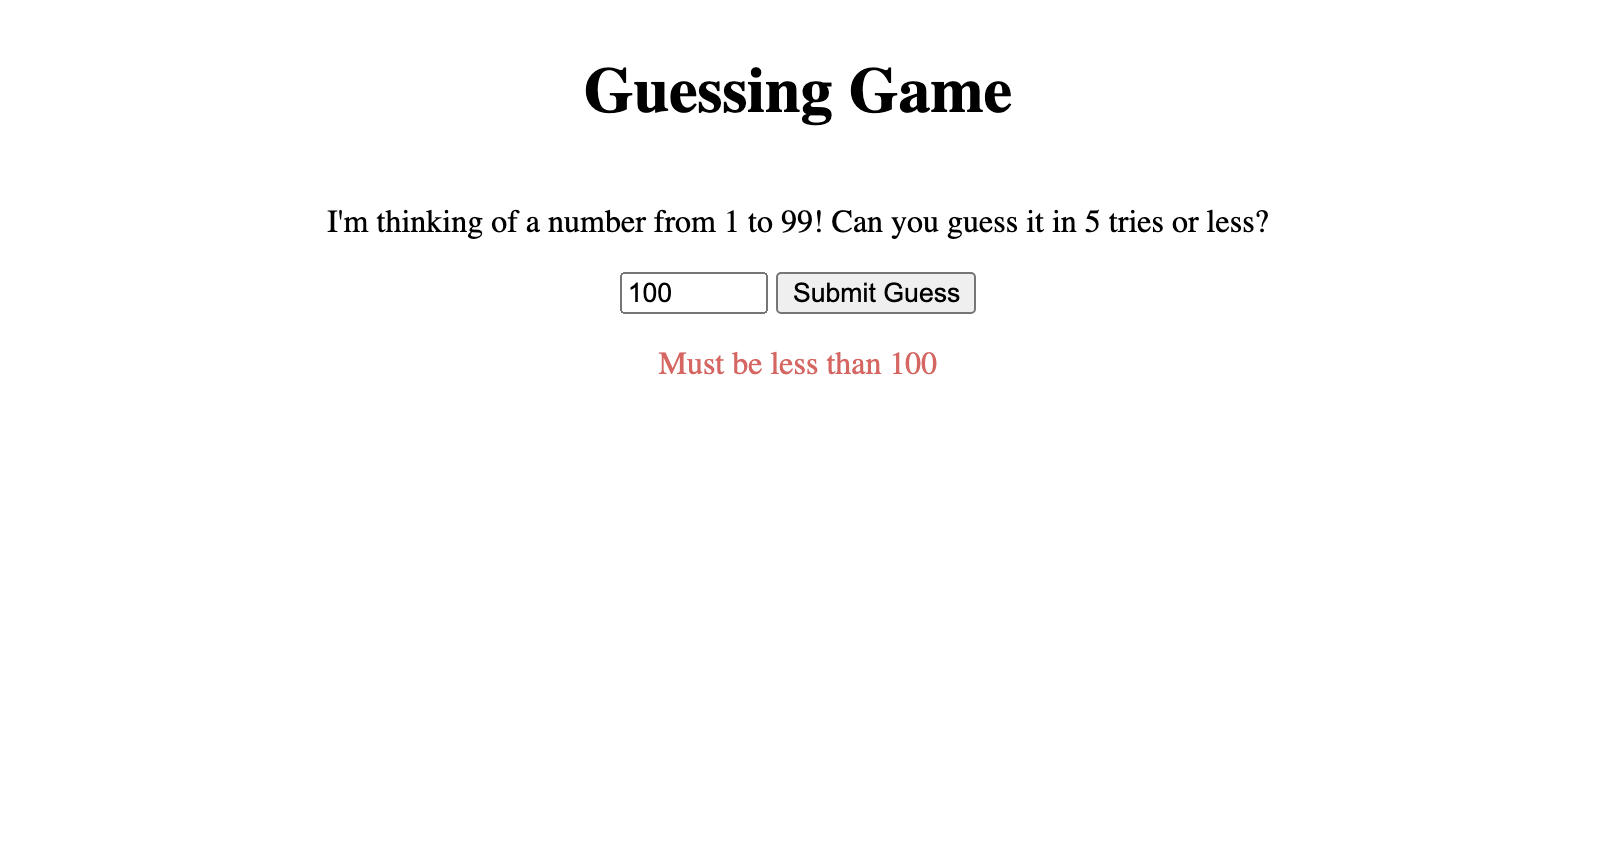 Guessing Game
I'm thinking of a number from 1 to 99! Can you guess it in 5 tries or less?
100 Submit Guess
Must be less than 100